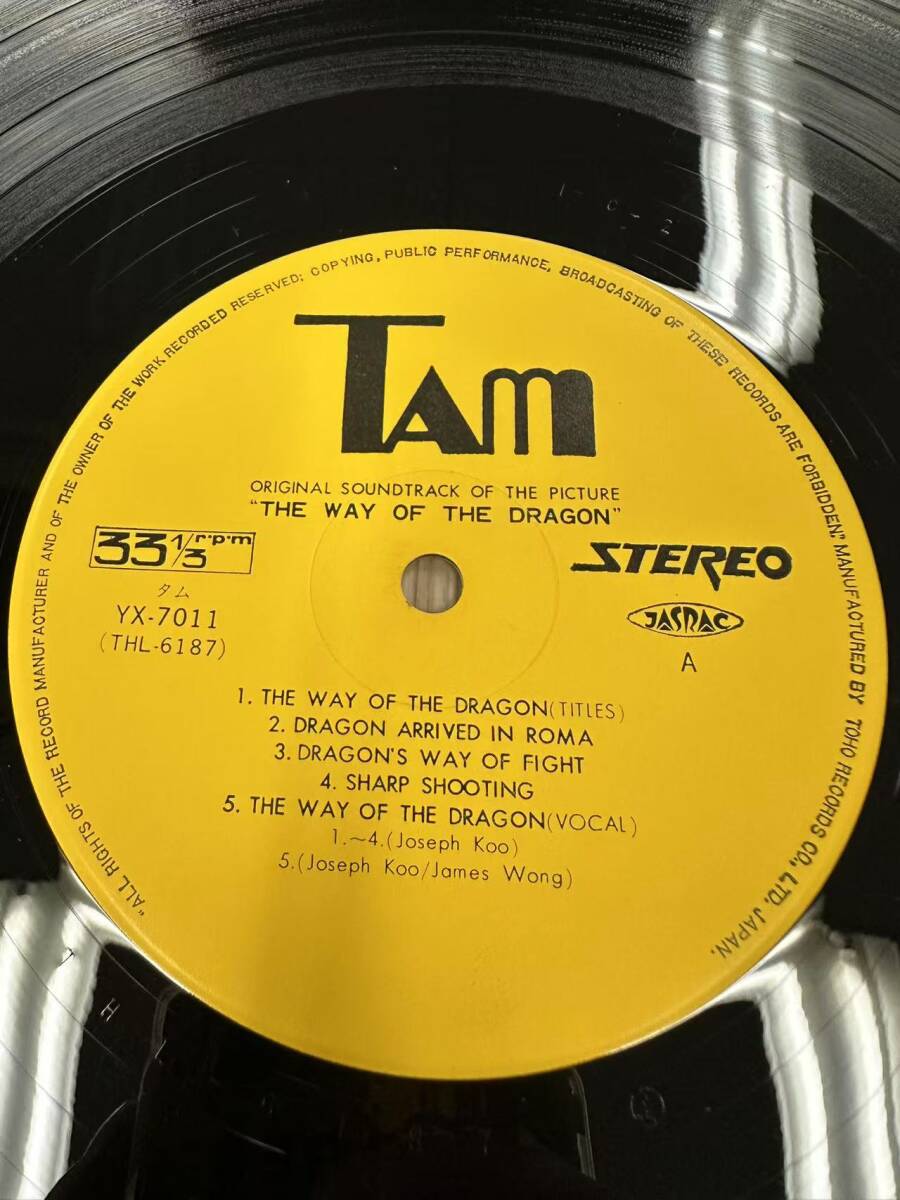 "ALL RIGHTS OF THE RECORD MANUFACTURER AND OF THE OWNER OF THE WORK RECORDED RESERVED; COPYING, PUBLIC PERFORMANCE, BROADCASTING OF THESE RECORDS ARE FORBIDDEN." MANUFACTURED BY TOHO RECORDS CO., LTD, JAPAN.
TAM
ORIGINAL SOUNDTRACK OF THE PICTURE
"THE WAY OF THE DRAGON"
33 1/3 r·p·m
STEREO
タム
YX-7011
(THL-6187)
JASRAC
A
1. THE WAY OF THE DRAGON(TITLES)
2. DRAGON ARRIVED IN ROMA
3. DRAGON'S WAY OF FIGHT
4. SHARP SHOOTING
5. THE WAY OF THE DRAGON(VOCAL)
1.~4.(Joseph Koo)
5.(Joseph Koo/James Wong)